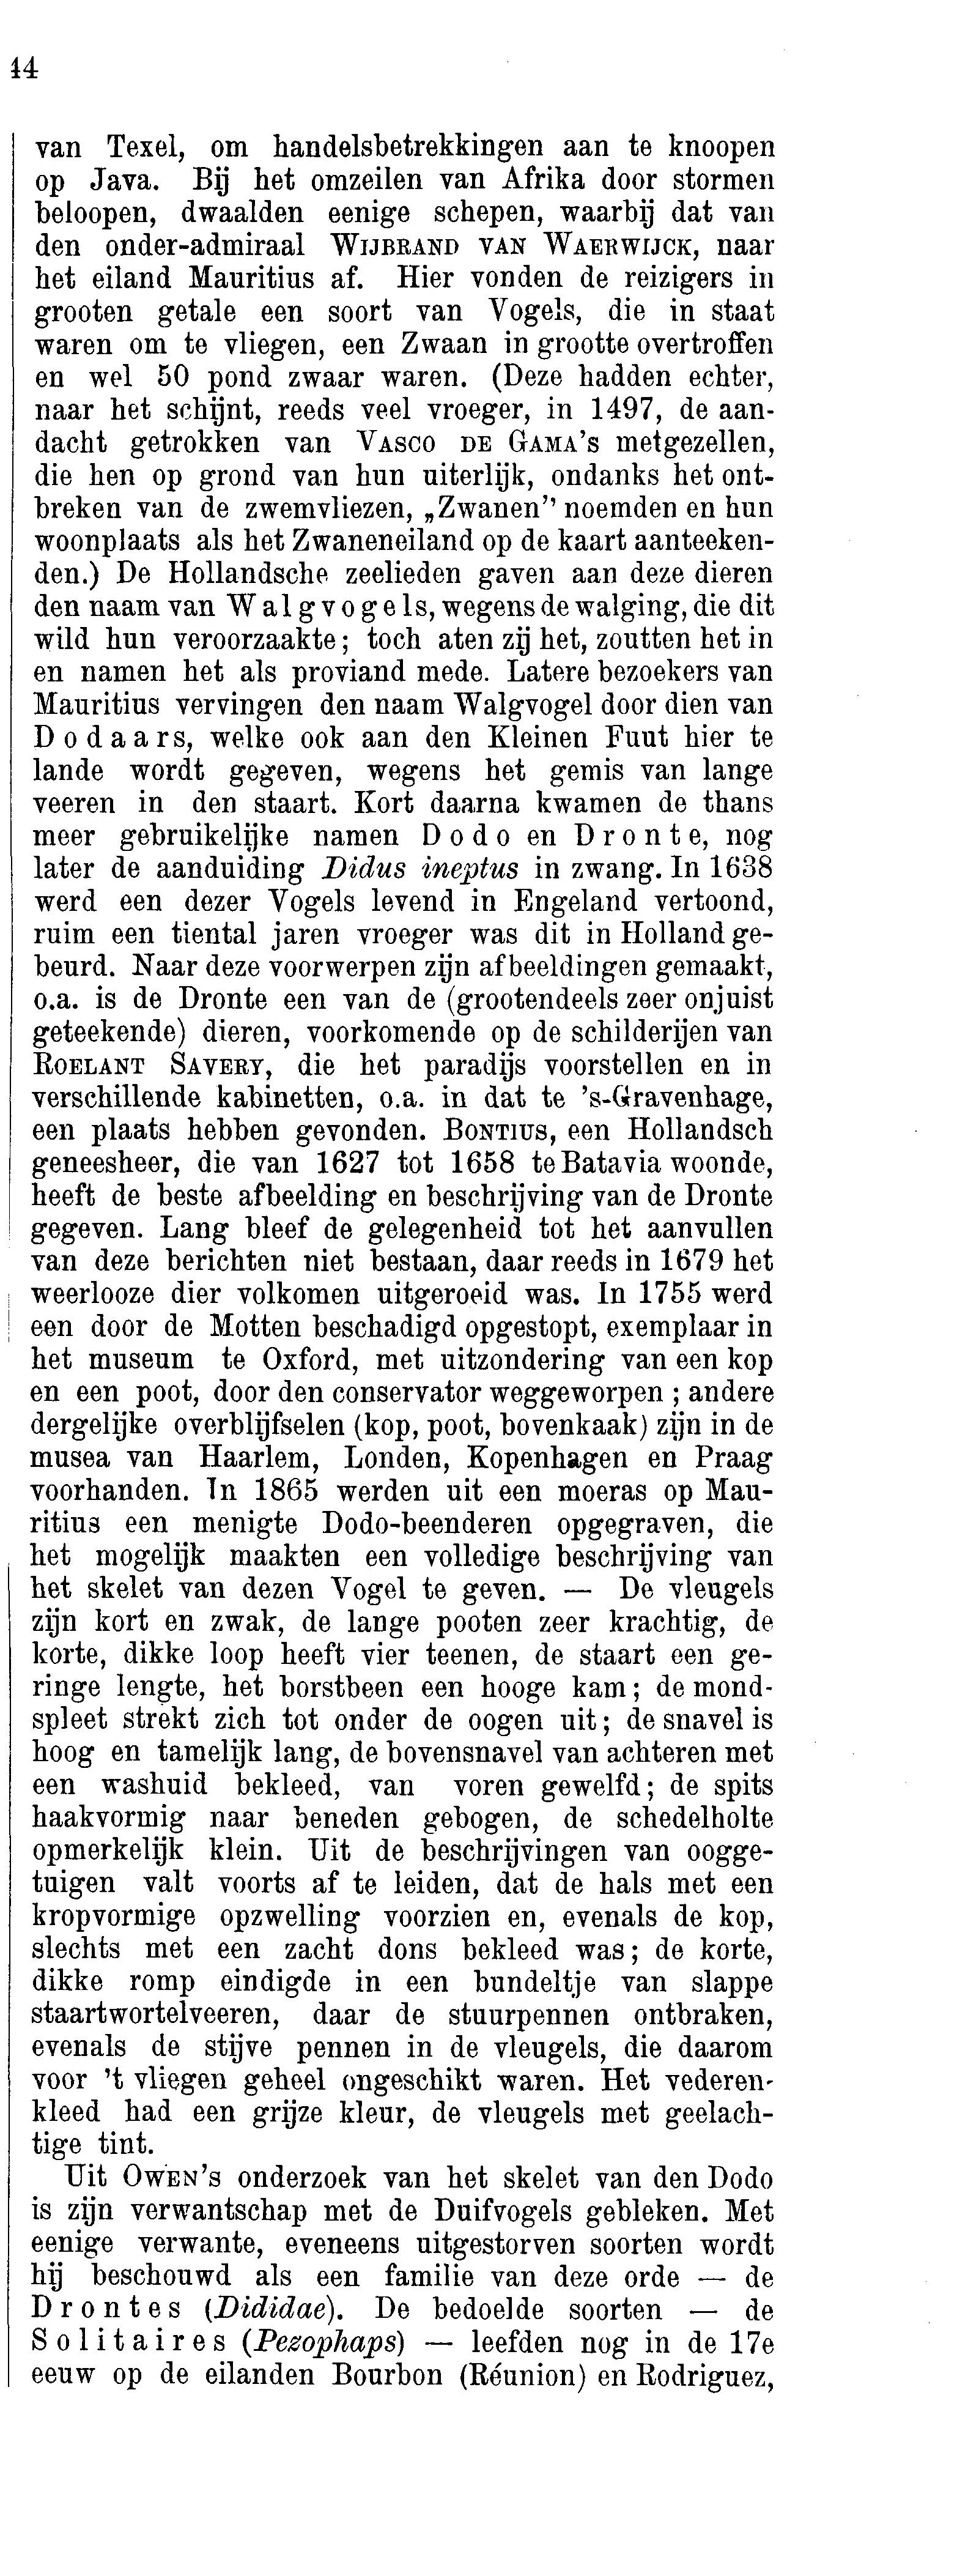 44
van Texel, om handelsbetrekkingen aan te knoopen
op Java. Bij het omzeilen van Afrika door stormen
beloopen, dwaalden eenige schepen, waarbij dat van
den onder-admiraal WIJBRAND VAN WAERWIJCK, naar
het eiland Mauritius af. Hier vonden de reizigers in
grooten getale een soort van Vogels, die in staat
waren om te vliegen, een Zwaan in grootte overtroffen
en wel 50 pond zwaar waren. (Deze hadden echter,
naar het schijnt, reeds veel vroeger, in 1497, de aan-
dacht getrokken van VASCO DE GAMA's metgezellen,
die hen op grond van hun uiterlijk, ondanks het ont-
breken van de zwemvliezen, „Zwanen” noemden en hun
woonplaats als het Zwaneneiland op de kaart aanteeken-
den.) De Hollandsche zeelieden gaven aan deze dieren
den naam van Walgvogels, wegens de walging, die dit
wild hun veroorzaakte; toch aten zij het, zoutten het in
en namen het als proviand mede. Latere bezoekers van
Mauritius vervingen den naam Walgvogel door dien van
Dodaars, welke ook aan den Kleinen Fuut hier te
lande wordt gegeven, wegens het gemis van lange
veeren in den staart. Kort daarna kwamen de thans
meer gebruikelijke namen Dodo en Dronte, nog
later de aanduiding Didus ineptus in zwang. In 1638
werd een dezer Vogels levend in Engeland vertoond,
ruim een tiental jaren vroeger was dit in Holland ge-
beurd. Naar deze voorwerpen zijn afbeeldingen gemaakt,
o.a. is de Dronte een van de (grootendeels zeer onjuist
geteekende) dieren, voorkomende op de schilderijen van
ROELANT SAVERY, die het paradijs voorstellen en in
verschillende kabinetten, o.a. in dat te 's-Gravenhage,
een plaats hebben gevonden. BONTIUS, een Hollandsch
geneesheer, die van 1627 tot 1658 te Batavia woonde,
heeft de beste afbeelding en beschrijving van de Dronte
gegeven. Lang bleef de gelegenheid tot het aanvullen
van deze berichten niet bestaan, daar reeds in 1679 het
weerlooze dier volkomen uitgeroeid was. In 1755 werd
een door de Motten beschadigd opgestopt, exemplaar in
het museum te Oxford, met uitzondering van een kop
en een poot, door den conservator weggeworpen; andere
dergelijke overblijfselen (kop, poot, bovenkaak) zijn in de
musea van Haarlem, Londen, Kopenhagen en Praag
voorhanden. In 1865 werden uit een moeras op Mau-
ritius een menigte Dodo-beenderen opgegraven, die
het mogelijk maakten een volledige beschrijving van
het skelet van dezen Vogel te geven. — De vleugels
zijn kort en zwak, de lange pooten zeer krachtig, de
korte, dikke loop heeft vier teenen, de staart een ge-
ringe lengte, het borstbeen een hooge kam; de mond-
spleet strekt zich tot onder de oogen uit; de snavel is
hoog en tamelijk lang, de bovensnavel van achteren met
een washuid bekleed, van voren gewelfd; de spits
haakvormig naar beneden gebogen, de schedelholte
opmerkelijk klein. Uit de beschrijvingen van oogge-
tuigen valt voorts af te leiden, dat de hals met een
kropvormige opzwelling voorzien en, evenals de kop,
slechts met een zacht dons bekleed was; de korte,
dikke romp eindigde in een bundeltje van slappe
staartwortelveeren, daar de stuurpennen ontbraken,
evenals de stijve pennen in de vleugels, die daarom
voor 't vliegen geheel ongeschikt waren. Het vederen-
kleed had een grijze kleur, de vleugels met geelach-
tige tint.
Uit OWEN's onderzoek van het skelet van den Dodo
is zijn verwantschap met de Duifvogels gebleken. Met
eenige verwante, eveneens uitgestorven soorten wordt
hij beschouwd als een familie van deze orde — de
Drontes (Dididae). De bedoelde soorten — de
Solitaires (Pezophaps) — leefden nog in de 17e
eeuw op de eilanden Bourbon (Réunion) en Rodriguez,